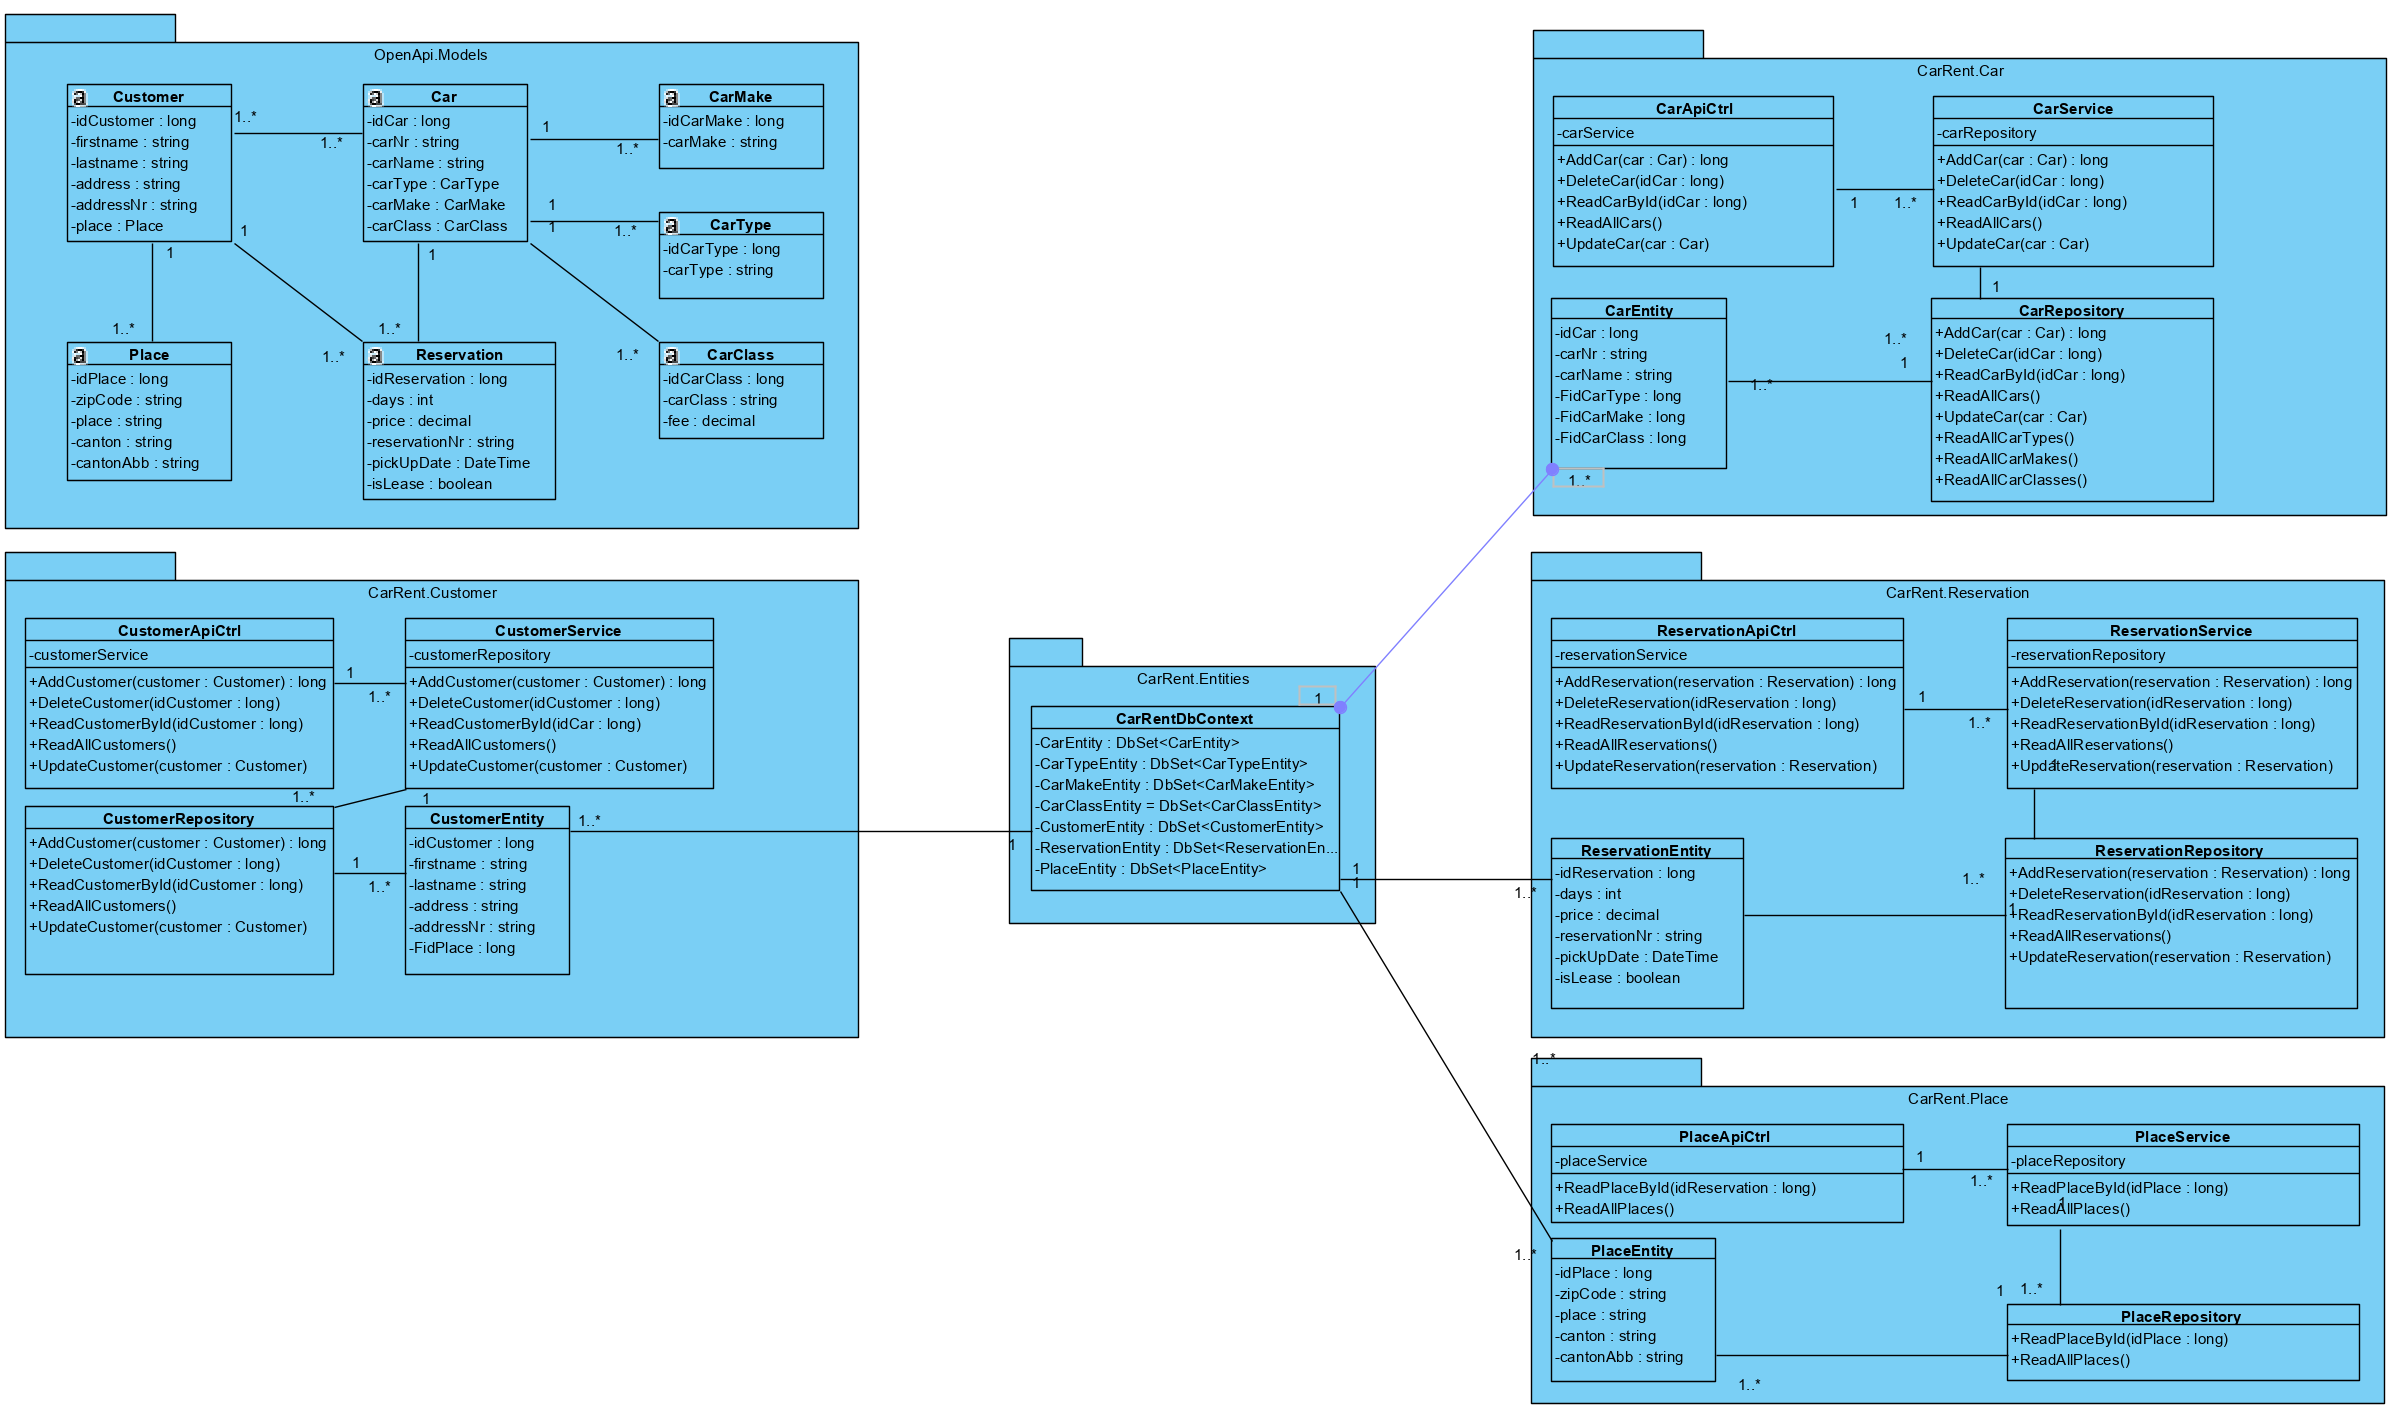 OpenApi.Models
Customer
-idCustomer : long
-firstname : string
-lastname : string
-address : string
-addressNr : string
-place : Place
1..*
1..*
1
1
Car
-idCar : long
-carNr : string
-carName : string
-carType : CarType
-carMake : CarMake
-carClass : CarClass
1
1..*
1
1
1..*
1
CarMake
-idCarMake : long
-carMake : string
CarType
-idCarType : long
-carType : string
1..*
Place
-idPlace : long
-zipCode : string
-place : string
-canton : string
-cantonAbb : string
1..*
1..*
Reservation
-idReservation : long
-days : int
-price : decimal
-reservationNr : string
-pickUpDate : DateTime
-isLease : boolean
1..*
CarClass
-idCarClass : long
-carClass : string
-fee : decimal
CarRent.Car
CarApiCtrl
-carService
+AddCar(car : Car) : long
+DeleteCar(idCar : long)
+ReadCarById(idCar : long)
+ReadAllCars()
+UpdateCar(car : Car)
1
1..*
CarService
-carRepository
+AddCar(car : Car) : long
+DeleteCar(idCar : long)
+ReadCarById(idCar : long)
+ReadAllCars()
+UpdateCar(car : Car)
1
CarEntity
-idCar : long
-carNr : string
-carName : string
-FidCarType : long
-FidCarMake : long
-FidCarClass : long
1..*
1..*
1
1..*
CarRepository
+AddCar(car : Car) : long
+DeleteCar(idCar : long)
+ReadCarById(idCar : long)
+ReadAllCars()
+UpdateCar(car : Car)
+ReadAllCarTypes()
+ReadAllCarMakes()
+ReadAllCarClasses()
CarRent.Customer
CustomerApiCtrl
-customerService
+AddCustomer(customer : Customer) : long
+DeleteCustomer(idCustomer : long)
+ReadCustomerById(idCustomer : long)
+ReadAllCustomers()
+UpdateCustomer(customer : Customer)
1
1..*
CustomerService
-customerRepository
+AddCustomer(customer : Customer) : long
+DeleteCustomer(idCustomer : long)
+ReadCustomerById(idCar : long)
+ReadAllCustomers()
+UpdateCustomer(customer : Customer)
1..*
1
CustomerRepository
+AddCustomer(customer : Customer) : long
+DeleteCustomer(idCustomer : long)
+ReadCustomerById(idCustomer : long)
+ReadAllCustomers()
+UpdateCustomer(customer : Customer)
1
1..*
CustomerEntity
-idCustomer : long
-firstname : string
-lastname : string
-address : string
-addressNr : string
-FidPlace : long
1..*
1
CarRent.Entities
1
CarRentDbContext
-CarEntity : DbSet<CarEntity>
-CarTypeEntity : DbSet<CarTypeEntity>
-CarMakeEntity : DbSet<CarMakeEntity>
-CarClassEntity = DbSet<CarClassEntity>
-CustomerEntity : DbSet<CustomerEntity>
-ReservationEntity : DbSet<ReservationEn...
-PlaceEntity : DbSet<PlaceEntity>
1
1
1..*
CarRent.Reservation
ReservationApiCtrl
-reservationService
+AddReservation(reservation : Reservation) : long
+DeleteReservation(idReservation : long)
+ReadReservationById(idReservation : long)
+ReadAllReservations()
+UpdateReservation(reservation : Reservation)
1
1..*
ReservationService
-reservationRepository
+AddReservation(reservation : Reservation) : long
+DeleteReservation(idReservation : long)
+ReadReservationById(idReservation : long)
+ReadAllReservations()
+UpdateReservation(reservation : Reservation)
1
ReservationEntity
-idReservation : long
-days : int
-price : decimal
-reservationNr : string
-pickUpDate : DateTime
-isLease : boolean
1..*
1
ReservationRepository
+AddReservation(reservation : Reservation) : long
+DeleteReservation(idReservation : long)
+ReadReservationById(idReservation : long)
+ReadAllReservations()
+UpdateReservation(reservation : Reservation)
1..*
CarRent.Place
PlaceApiCtrl
-placeService
+ReadPlaceById(idReservation : long)
+ReadAllPlaces()
1
1..*
PlaceService
-placeRepository
+ReadPlaceById(idPlace : long)
+ReadAllPlaces()
1
1..*
PlaceEntity
-idPlace : long
-zipCode : string
-place : string
-canton : string
-cantonAbb : string
1..*
1
1..*
PlaceRepository
+ReadPlaceById(idPlace : long)
+ReadAllPlaces()